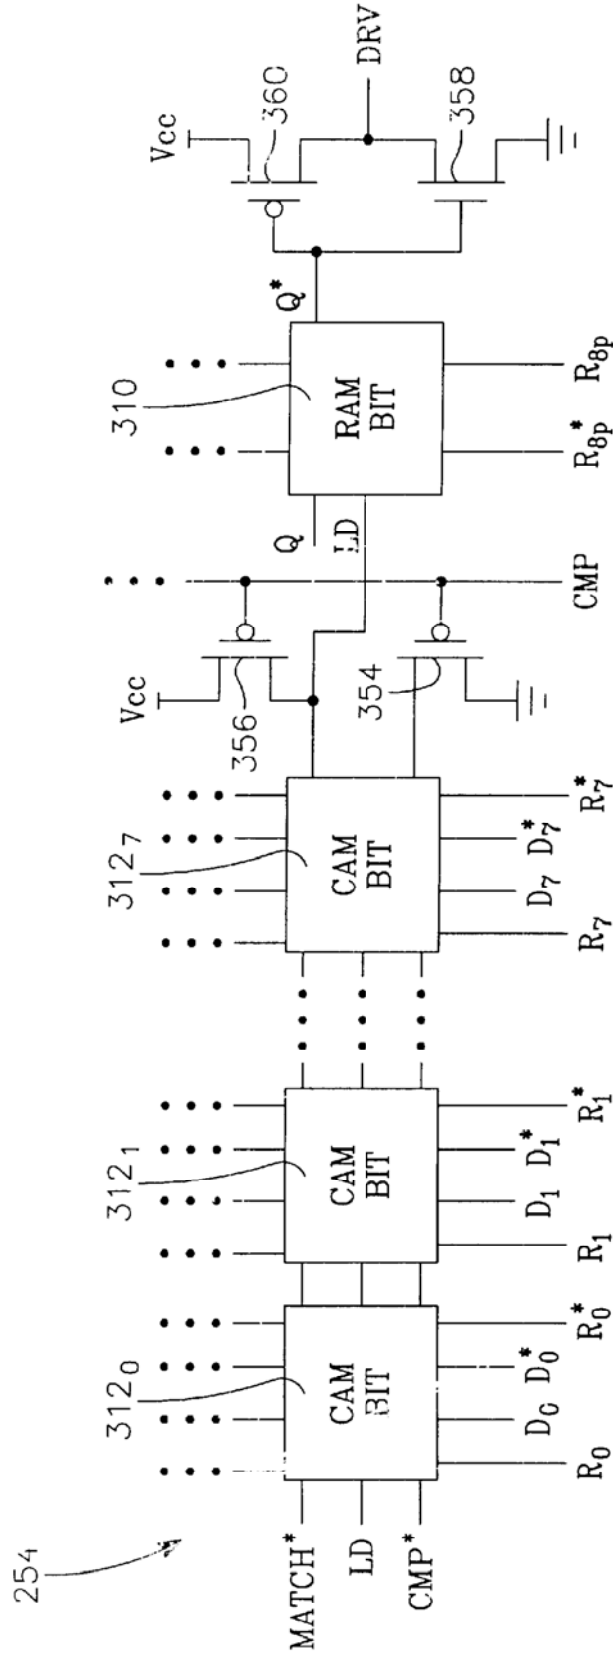 254
312₀
312₁
312₇
310
Vcc
Vcc
356
354
360
358
MATCH*
LD
CMP*
CAM BIT
CAM BIT
CAM BIT
Q
LD
RAM BIT
Q*
DRV
R₀ D₀ D₀* R₀*
R₁ D₁ D₁* R₁*
R₇ D₇ D₇* R₇*
CMP
R₈ₚ* R₈ₚ